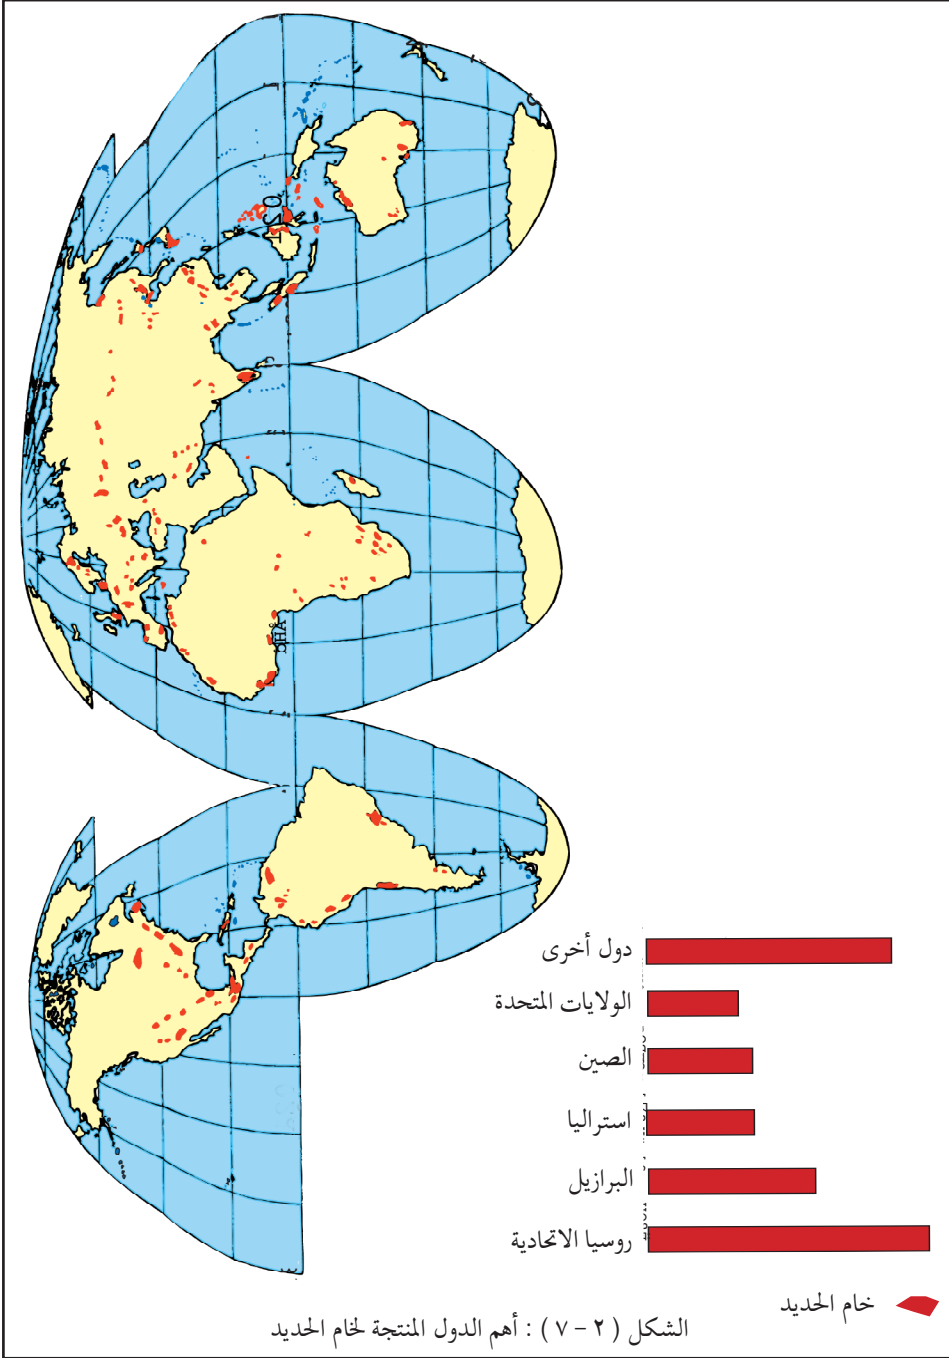 دول أخرى
الولايات المتحدة
الصين
استراليا
البرازيل
روسيا الاتحادية
خام الحديد
الشكل ( ٢ - ٧ ) : أهم الدول المنتجة لخام الحديد